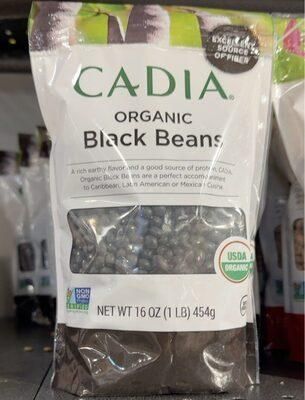 EXCELLENT
SOURCE
OF FIBER
CADIA®
ORGANIC
Black Beans
A rich earthy flavor and a good source of protein, CADIA
Organic Black Beans are a perfect accompaniment
to Caribbean, Latin American or Mexican Cuisine.
USDA
ORGANIC
NON
GMO
NET WT 16 OZ (1 LB) 454g